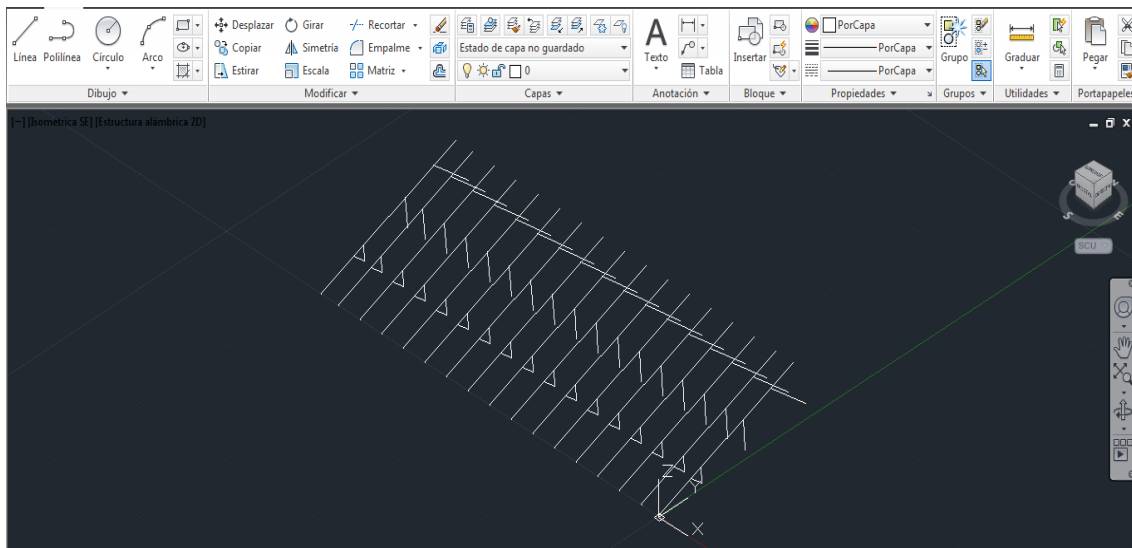 Desplazar Girar Recortar Estado de capa no guardado PorCapa
Línea Polilínea Círculo Arco Copiar Simetría Empalme Texto Insertar PorCapa Grupo Graduar Pegar
Estirar Escala Matriz 0 Tabla PorCapa
Dibujo Modificar Capas Anotación Bloque Propiedades Grupos Utilidades Portapapeles
[−] [Isometrica SE] [Estructura alámbrica 2D]
S E
SCU
Z
Y
X